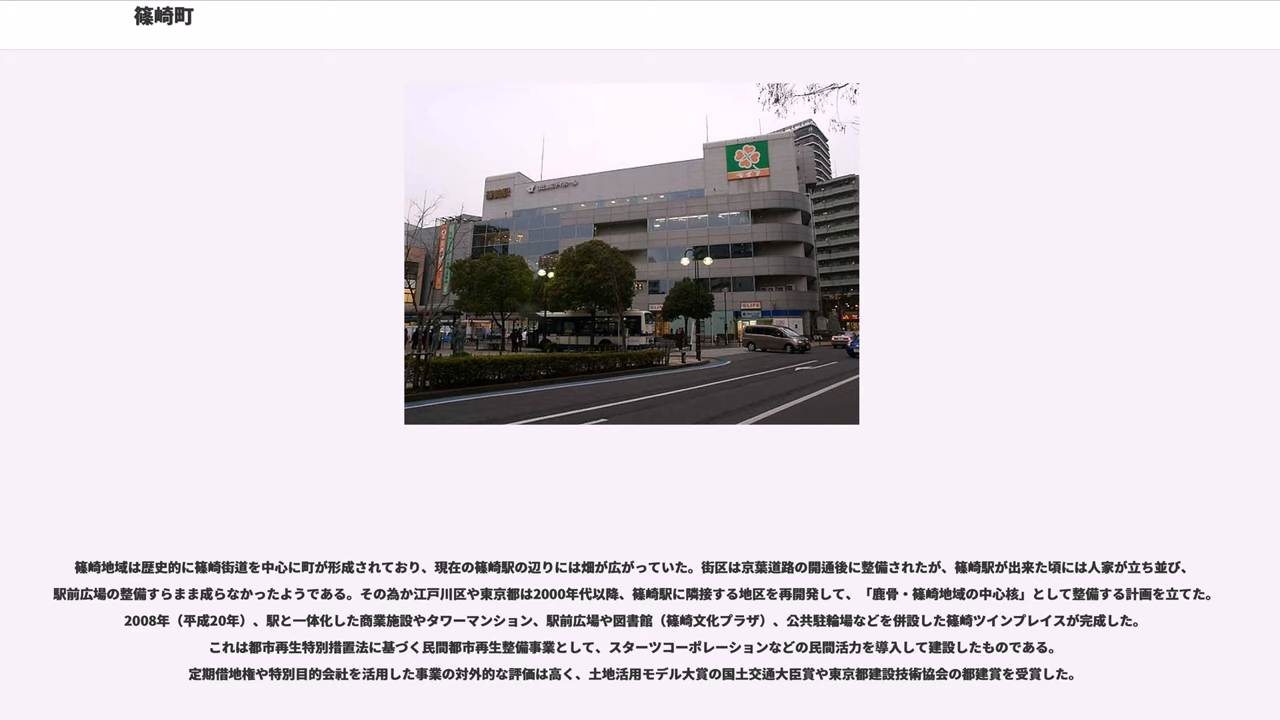 篠崎町
ライフ
篠崎地域は歴史的に篠崎街道を中心に町が形成されており、現在の篠崎駅の辺りには畑が広がっていた。街区は京葉道路の開通後に整備されたが、篠崎駅が出来た頃には人家が立ち並び、
駅前広場の整備すらまま成らなかったようである。その為か江戸川区や東京都は2000年代以降、篠崎駅に隣接する地区を再開発して、「鹿骨・篠崎地域の中心核」として整備する計画を立てた。
2008年（平成20年）、駅と一体化した商業施設やタワーマンション、駅前広場や図書館（篠崎文化プラザ）、公共駐輪場などを併設した篠崎ツインプレイスが完成した。
これは都市再生特別措置法に基づく民間都市再生整備事業として、スターツコーポレーションなどの民間活力を導入して建設したものである。
定期借地権や特別目的会社を活用した事業の対外的な評価は高く、土地活用モデル大賞の国土交通大臣賞や東京都建設技術協会の都建賞を受賞した。